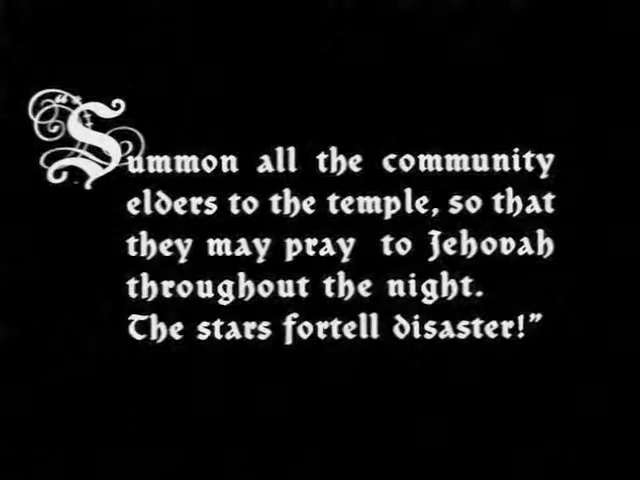 "Summon all the community
elders to the temple, so that
they may pray to Jehovah
throughout the night.
The stars fortell disaster!"